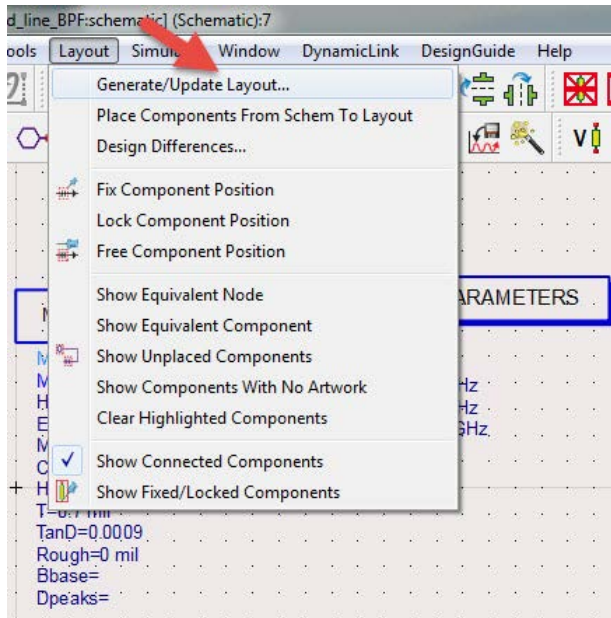 d_line_BPF:schematic] (Schematic):7
ools Layout Window DynamicLink DesignGuide Help
Generate/Update Layout...
Place Components From Schem To Layout
Design Differences...
V
Fix Component Position
Lock Component Position
Free Component Position
Show Equivalent Node
ARAMETERS
Show Equivalent Component
Show Unplaced Components
Show Components With No Artwork
Hz
Hz
Clear Highlighted Components
GHz
Show Connected Components
Show Fixed/Locked Components
TanD=0.0009
Rough=0 mil
Bbase=
Dpeaks=